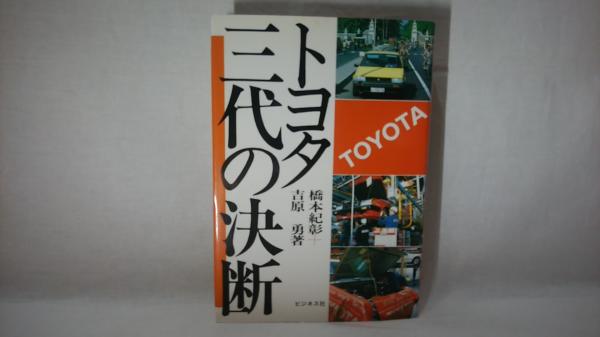 トヨタ
三代の決断
橋本紀彰＋
吉原 勇著
ビジネス社
TOYOTA